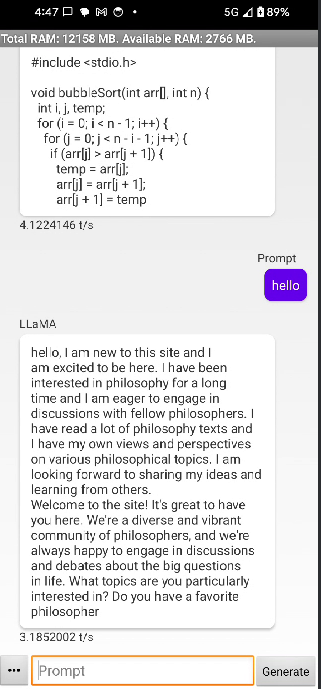 4:47
5G 89%
Total RAM: 12158 MB. Available RAM: 2766 MB.
#include <stdio.h>
void bubbleSort(int arr[], int n) {
int i, j, temp;
for (i = 0; i < n - 1; i++) {
for (j = 0; j < n - i - 1; j++) {
if (arr[j] > arr[j + 1]) {
temp = arr[j];
arr[j] = arr[j + 1];
arr[j + 1] = temp
4.1224146 t/s
Prompt
hello
LLaMA
hello, I am new to this site and I
am excited to be here. I have been
interested in philosophy for a long
time and I am eager to engage in
discussions with fellow philosophers. I
have read a lot of philosophy texts and
I have my own views and perspectives
on various philosophical topics. I am
looking forward to sharing my ideas and
learning from others.
Welcome to the site! It's great to have
you here. We're a diverse and vibrant
community of philosophers, and we're
always happy to engage in discussions
and debates about the big questions
in life. What topics are you particularly
interested in? Do you have a favorite
philosopher
3.1852002 t/s
••• Prompt Generate